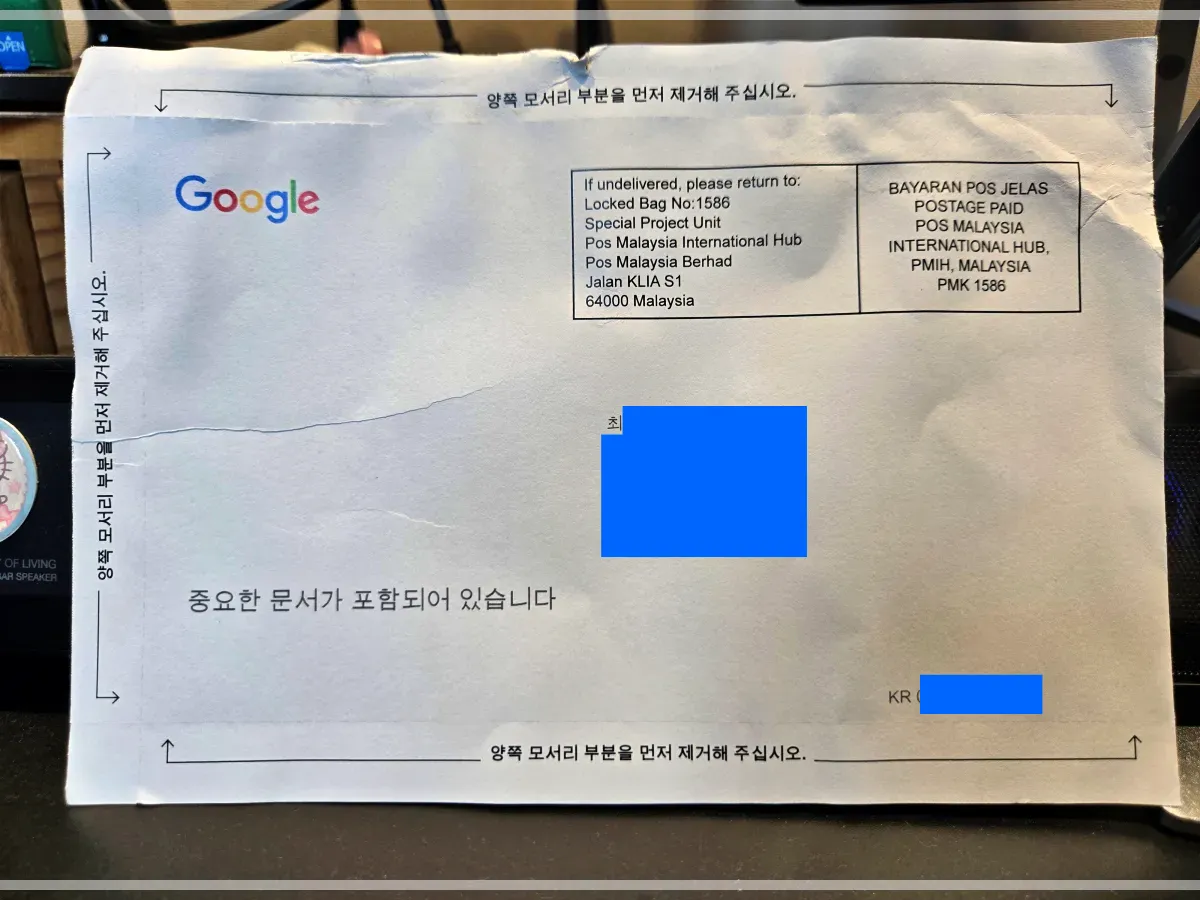 OPEN
양쪽 모서리 부분을 먼저 제거해 주십시오.
Google
If undelivered, please return to:
Locked Bag No:1586
Special Project Unit
Pos Malaysia International Hub
Pos Malaysia Berhad
Jalan KLIA S1
64000 Malaysia
BAYARAN POS JELAS
POSTAGE PAID
POS MALAYSIA
INTERNATIONAL HUB,
PMIH, MALAYSIA
PMK 1586
양쪽 모서리 부분을 먼저 제거해 주십시오.
최
OF LIVING
SPEAKER
중요한 문서가 포함되어 있습니다
KR
양쪽 모서리 부분을 먼저 제거해 주십시오.